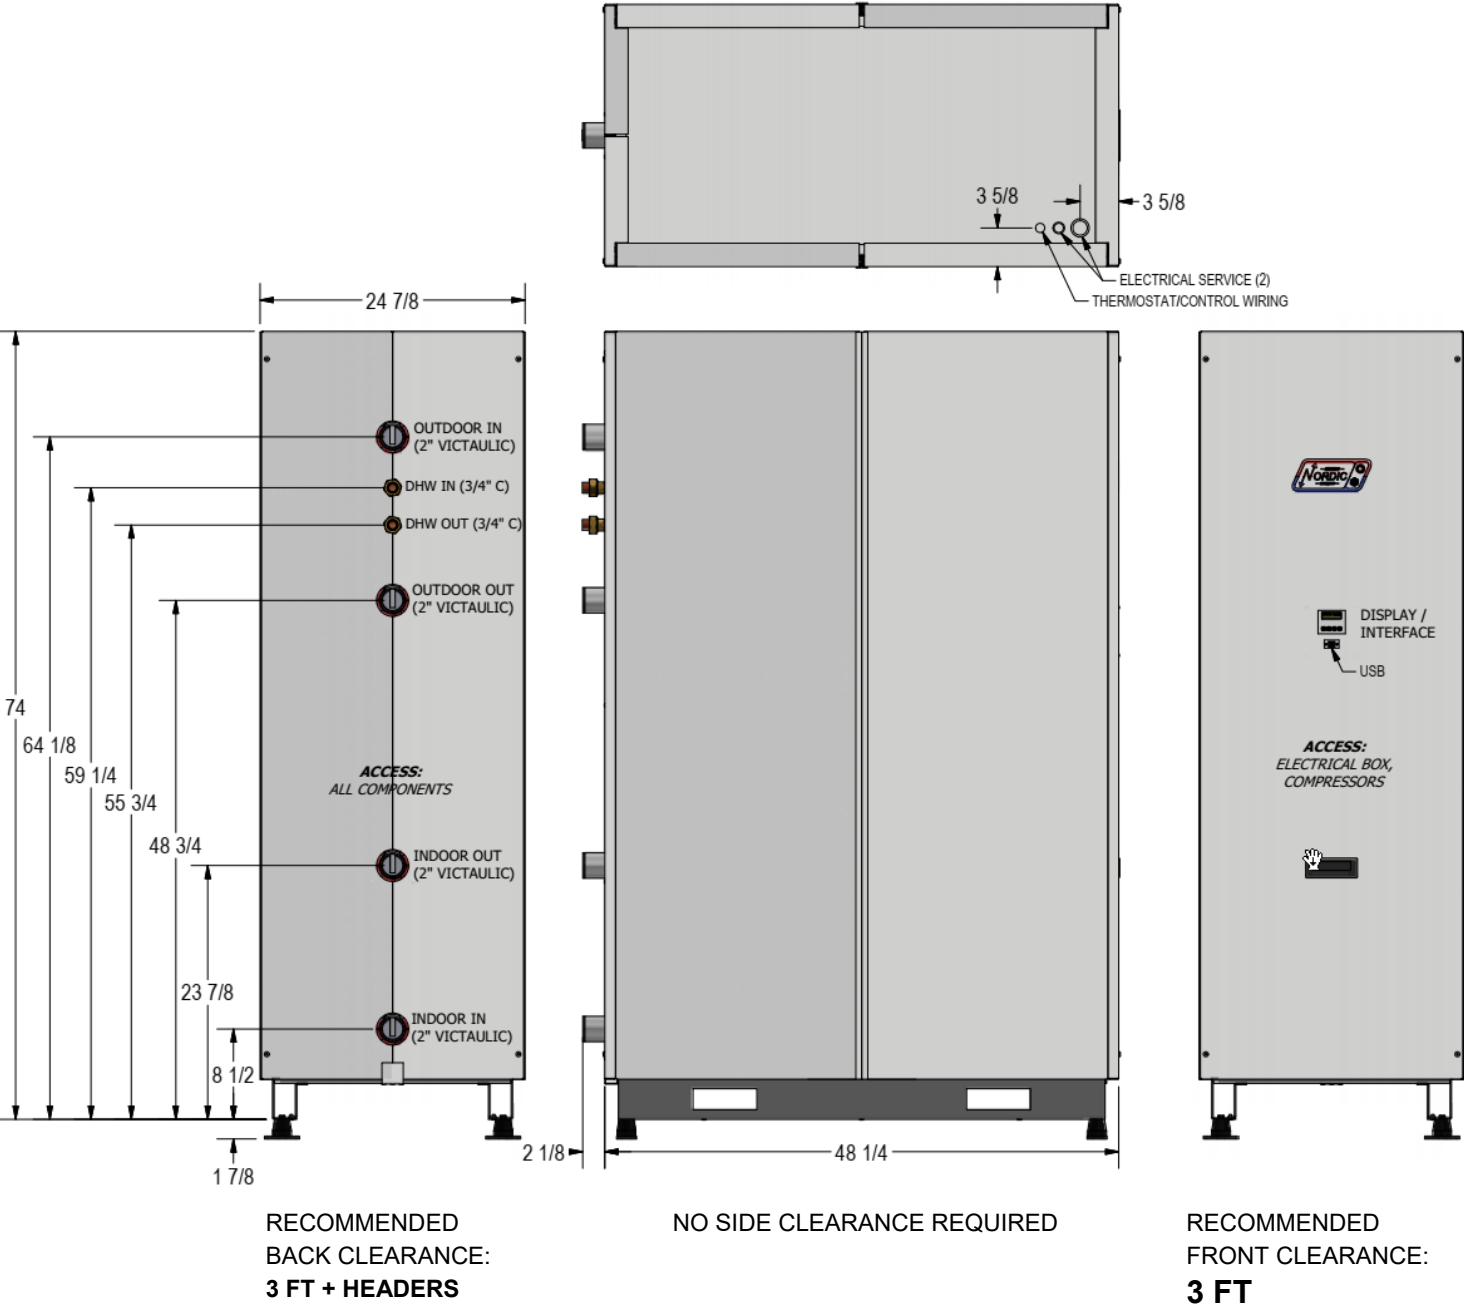 3 5/8
3 5/8
ELECTRICAL SERVICE (2)
THERMOSTAT/CONTROL WIRING
24 7/8
OUTDOOR IN
(2" VICTAULIC)
DHW IN (3/4" C)
DHW OUT (3/4" C)
OUTDOOR OUT
(2" VICTAULIC)
ACCESS:
ALL COMPONENTS
INDOOR OUT
(2" VICTAULIC)
INDOOR IN
(2" VICTAULIC)
74
64 1/8
59 1/4
55 3/4
48 3/4
23 7/8
8 1/2
1 7/8
2 1/8
48 1/4
NORDIC
DISPLAY /
INTERFACE
USB
ACCESS:
ELECTRICAL BOX,
COMPRESSORS
RECOMMENDED
BACK CLEARANCE:
3 FT + HEADERS
NO SIDE CLEARANCE REQUIRED
RECOMMENDED
FRONT CLEARANCE:
3 FT